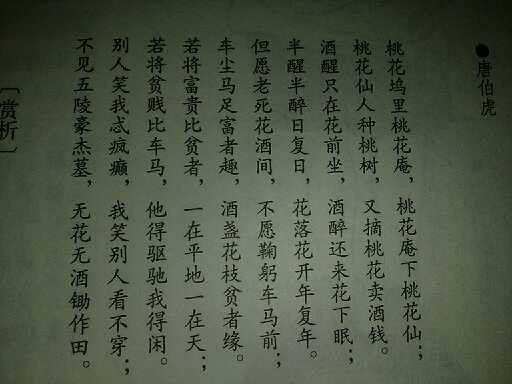 ●唐伯虎
桃花坞里桃花庵，桃花庵下桃花仙；
桃花仙人种桃树，又摘桃花卖酒钱。
酒醒只在花前坐，酒醉还来花下眠；
半醒半醉日复日，花落花开年复年。
但愿老死花酒间，不愿鞠躬车马前；
车尘马足富者趣，酒盏花枝贫者缘。
若将富贵比贫者，一在平地一在天；
若将贫贱比车马，他得驱驰我得闲。
别人笑我忒疯癫，我笑别人看不穿；
不见五陵豪杰墓，无花无酒锄作田。
［赏析］